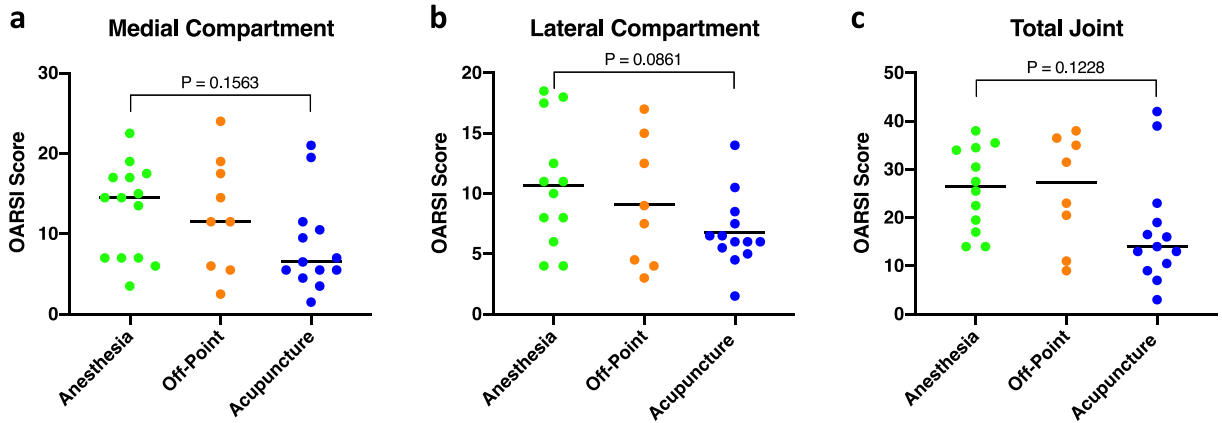 a
Medial Compartment
P = 0.1563
OARSI Score
30
20
10
0
Anesthesia
Off-Point
Acupuncture
b
Lateral Compartment
P = 0.0861
OARSI Score
20
15
10
5
0
Anesthesia
Off-Point
Acupuncture
c
Total Joint
P = 0.1228
OARSI Score
50
40
30
20
10
0
Anesthesia
Off-Point
Acupuncture